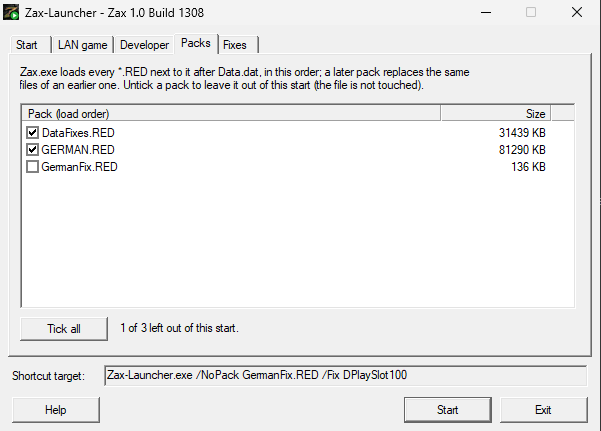 Zax-Launcher - Zax 1.0 Build 1308
Start LAN game Developer Packs Fixes
Zax.exe loads every *.RED next to it after Data.dat, in this order; a later pack replaces the same
files of an earlier one. Untick a pack to leave it out of this start (the file is not touched).
Pack (load order) Size
DataFixes.RED 31439 KB
GERMAN.RED 81290 KB
GermanFix.RED 136 KB
Tick all 1 of 3 left out of this start.
Shortcut target: Zax-Launcher.exe /NoPack GermanFix.RED /Fix DPlaySlot100
Help Start Exit